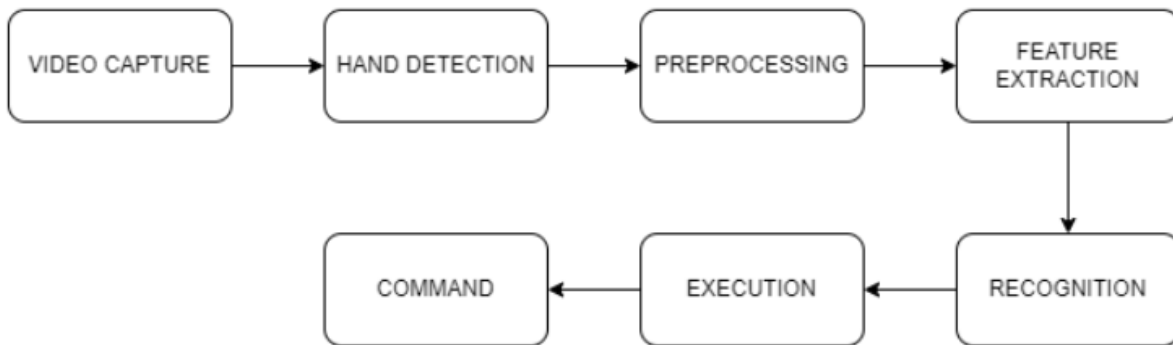 VIDEO CAPTURE
HAND DETECTION
PREPROCESSING
FEATURE
EXTRACTION
RECOGNITION
EXECUTION
COMMAND